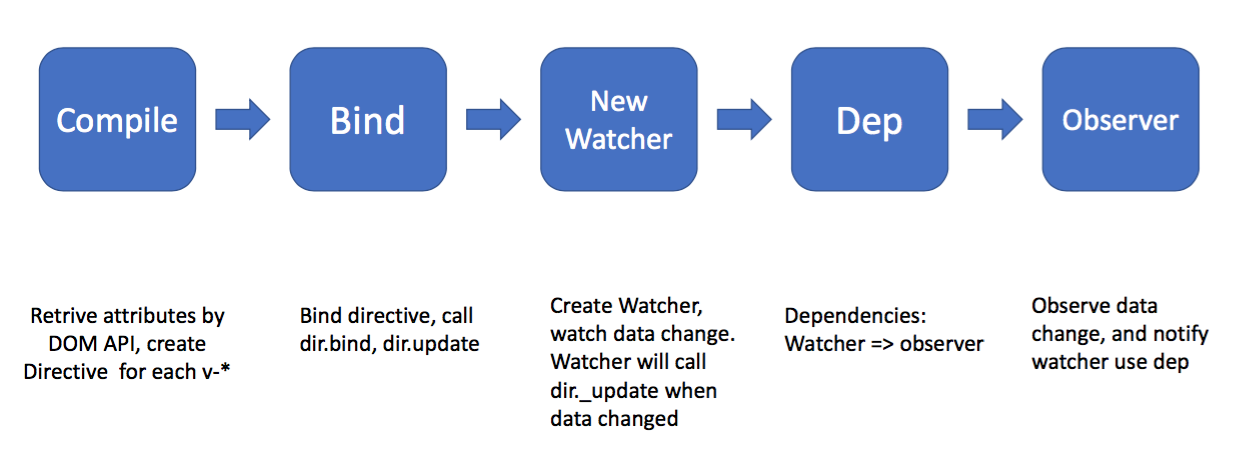 Compile
Bind
New
Watcher
Dep
Observer
Retrive attributes by
DOM API, create
Directive for each v-*
Bind directive, call
dir.bind, dir.update
Create Watcher,
watch data change.
Watcher will call
dir._update when
data changed
Dependencies:
Watcher => observer
Observe data
change, and notify
watcher use dep